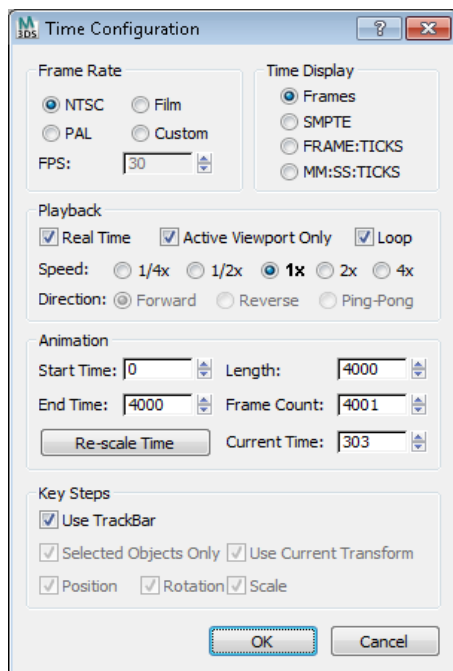 M 3DS Time Configuration ?
Frame Rate
NTSC Film
PAL Custom
FPS: 30
Time Display
Frames
SMPTE
FRAME:TICKS
MM:SS:TICKS
Playback
Real Time Active Viewport Only Loop
Speed: 1/4x 1/2x 1x 2x 4x
Direction: Forward Reverse Ping-Pong
Animation
Start Time: 0 Length: 4000
End Time: 4000 Frame Count: 4001
Re-scale Time Current Time: 303
Key Steps
Use TrackBar
Selected Objects Only Use Current Transform
Position Rotation Scale
OK Cancel